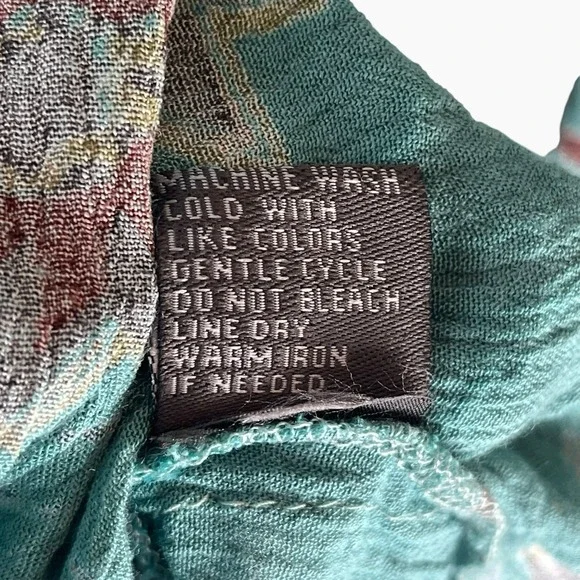 MACHINE WASH
COLD WITH
LIKE COLORS
GENTLE CYCLE
DO NOT BLEACH
LINE DRY
WARM IRON
IF NEEDED